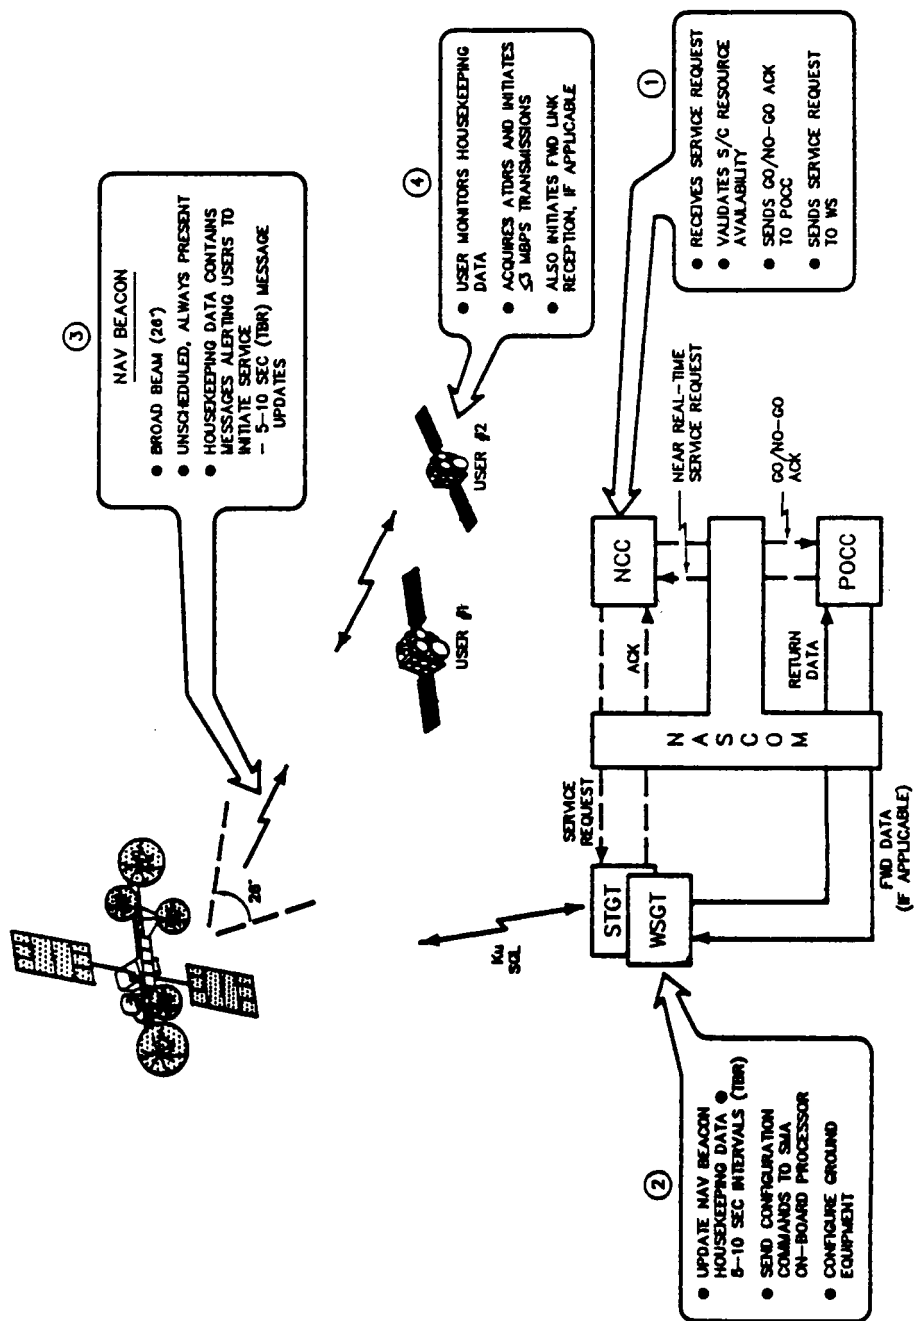 ③
NAV BEACON
● BROAD BEAM (26°)
● UNSCHEDULED, ALWAYS PRESENT
● HOUSEKEEPING DATA CONTAINS
MESSAGES ALERTING USERS TO
INITIATE SERVICE
– 5–10 SEC (TBR) MESSAGE
UPDATES
④
● USER MONITORS HOUSEKEEPING
DATA
● ACQUIRES ATDRS AND INITIATES
≤3 MBPS TRANSMISSIONS
● ALSO INITIATES FWD LINK
RECEPTION, IF APPLICABLE
①
● RECEIVES SERVICE REQUEST
● VALIDATES S/C RESOURCE
AVAILABILITY
● SENDS GO/NO-GO ACK
TO POCC
● SENDS SERVICE REQUEST
TO WS
26°
USER #1
USER #2
Ku
SGL
STGT
WSGT
SERVICE
REQUEST
ACK
NASCOM
NCC
NEAR REAL-TIME
SERVICE REQUEST
GO/NO-GO
ACK
POCC
RETURN
DATA
FWD DATA
(IF APPLICABLE)
②
● UPDATE NAV BEACON
HOUSEKEEPING DATA ●
5–10 SEC INTERVALS (TBR)
● SEND CONFIGURATION
COMMANDS TO SMA
ON-BOARD PROCESSOR
● CONFIGURE GROUND
EQUIPMENT